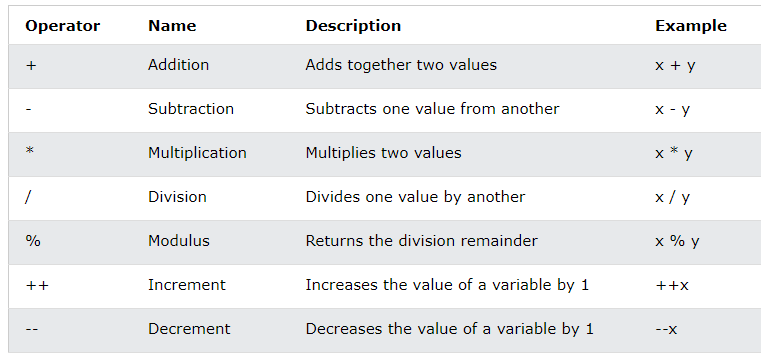 Operator Name Description Example
+ Addition Adds together two values x + y
- Subtraction Subtracts one value from another x - y
* Multiplication Multiplies two values x * y
/ Division Divides one value by another x / y
% Modulus Returns the division remainder x % y
++ Increment Increases the value of a variable by 1 ++x
-- Decrement Decreases the value of a variable by 1 --x